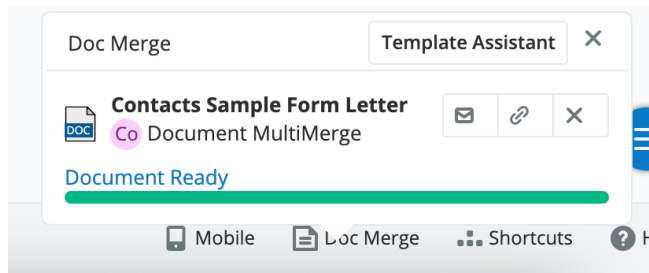 Doc Merge
Template Assistant
Contacts Sample Form Letter
DOC
Co Document MultiMerge
Document Ready
Mobile
Doc Merge
Shortcuts
? H